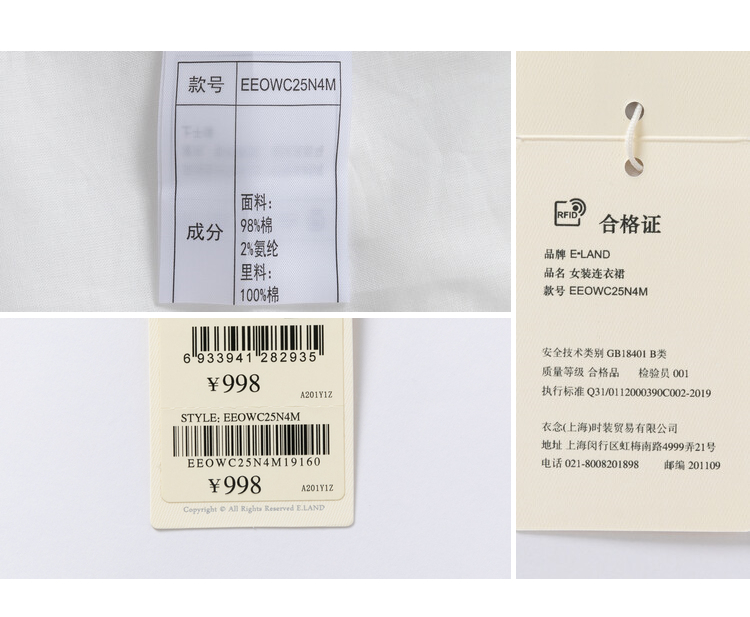 款号 EEOWC25N4M
成分
面料:
98%棉
2%氨纶
里料:
100%棉
6 933941 282935
¥998
A201Y1Z
STYLE: EEOWC25N4M
EEOWC25N4M19160
¥998
A201Y1Z
Copyright © All Rights Reserved E.LAND
RFID
合格证
品牌 E•LAND
品名 女装连衣裙
款号 EEOWC25N4M
安全技术类别 GB18401 B类
质量等级 合格品 检验员 001
执行标准 Q31/0112000390C002-2019
衣念(上海)时装贸易有限公司
地址 上海闵行区虹梅南路4999弄21号
电话 021-8008201898 邮编 201109